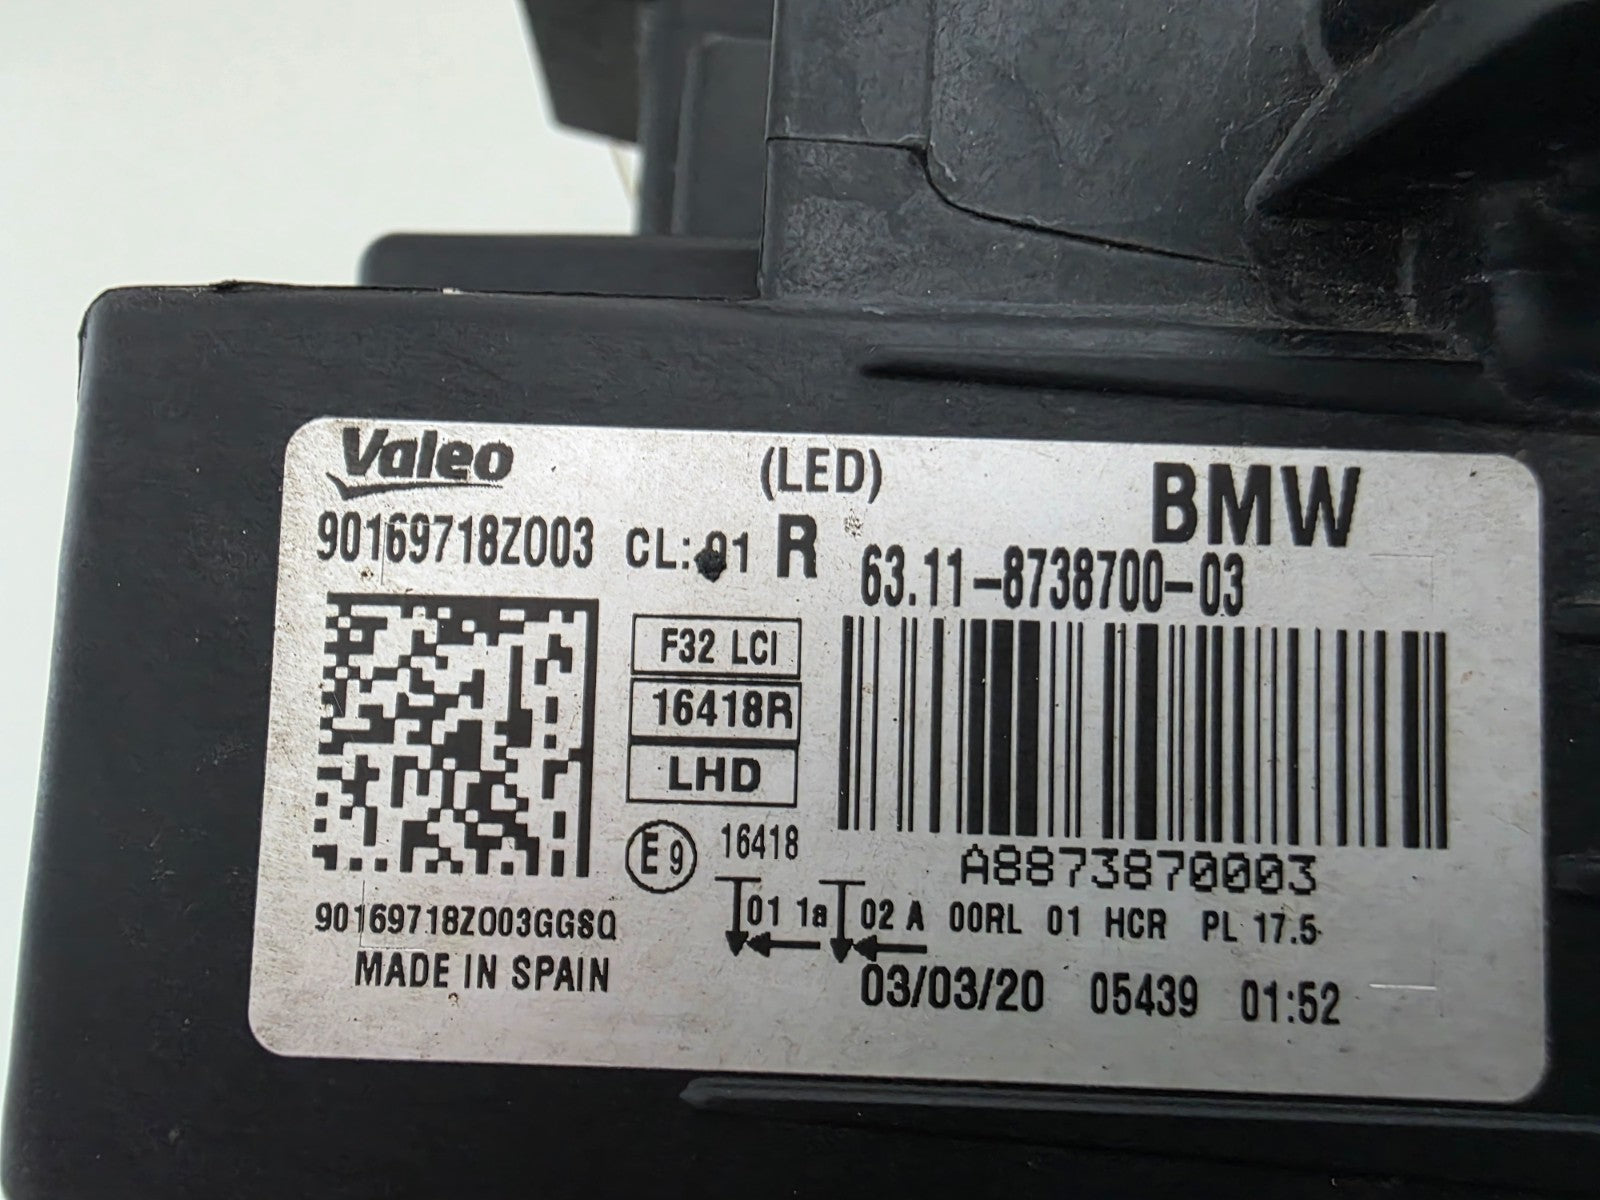 Valeo (LED) BMW
90169718Z003 CL:01 R 63.11-8738700-03
F32 LCI
16418R
LHD
E9 16418 A8873870003
90169718Z003GGSQ 01 1a 02 A 00RL 01 HCR PL 17.5
MADE IN SPAIN 03/03/20 05439 01:52